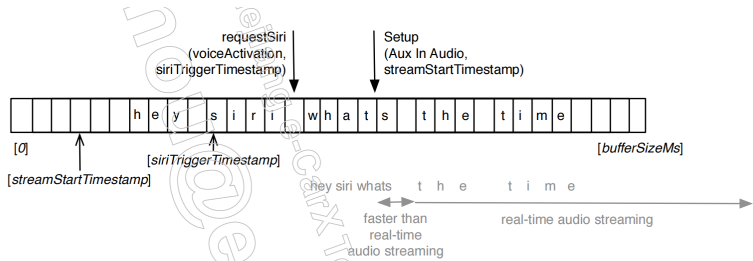 requestSiri
(voiceActivation,
siriTriggerTimestamp)
Setup
(Aux In Audio,
streamStartTimestamp)
h e y s i r i w h a t s t h e t i m e
[0]
[siriTriggerTimestamp]
[bufferSizeMs]
[streamStartTimestamp]
hey siri whats t h e t i m e
faster than
real-time
audio streaming
real-time audio streaming